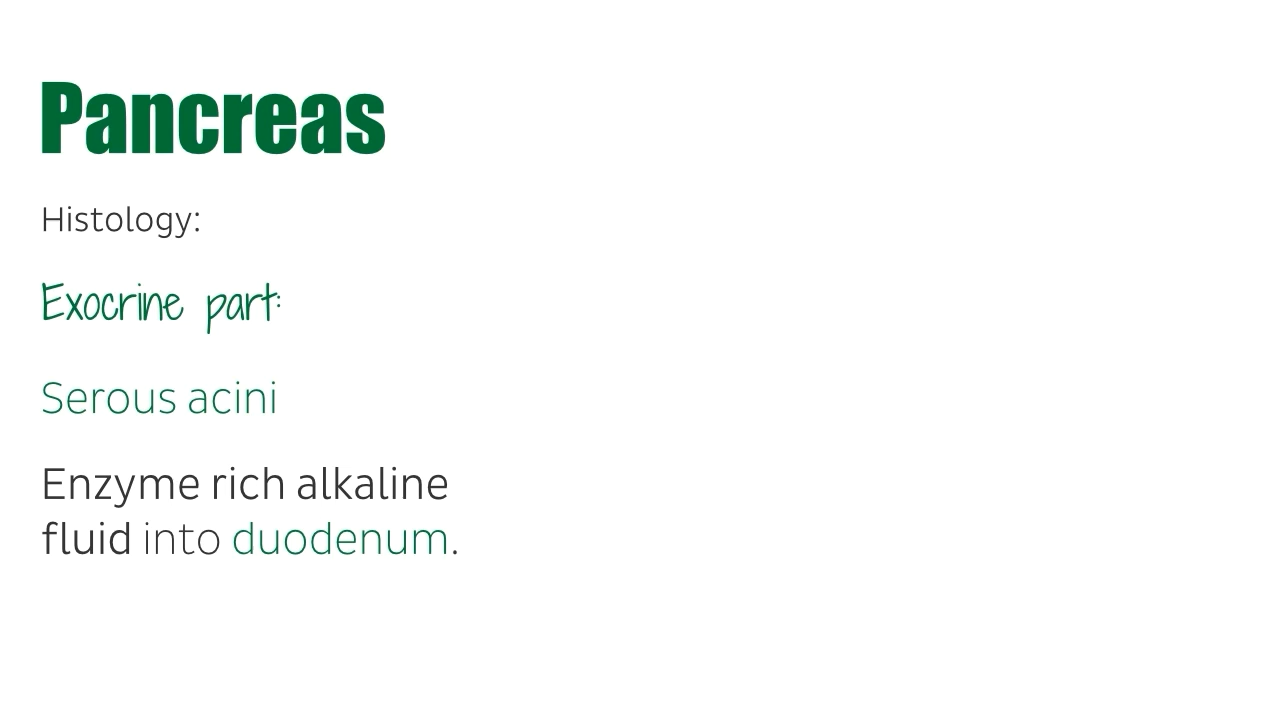 Pancreas
Histology:
Exocrine part:
Serous acini
Enzyme rich alkaline
fluid into duodenum.